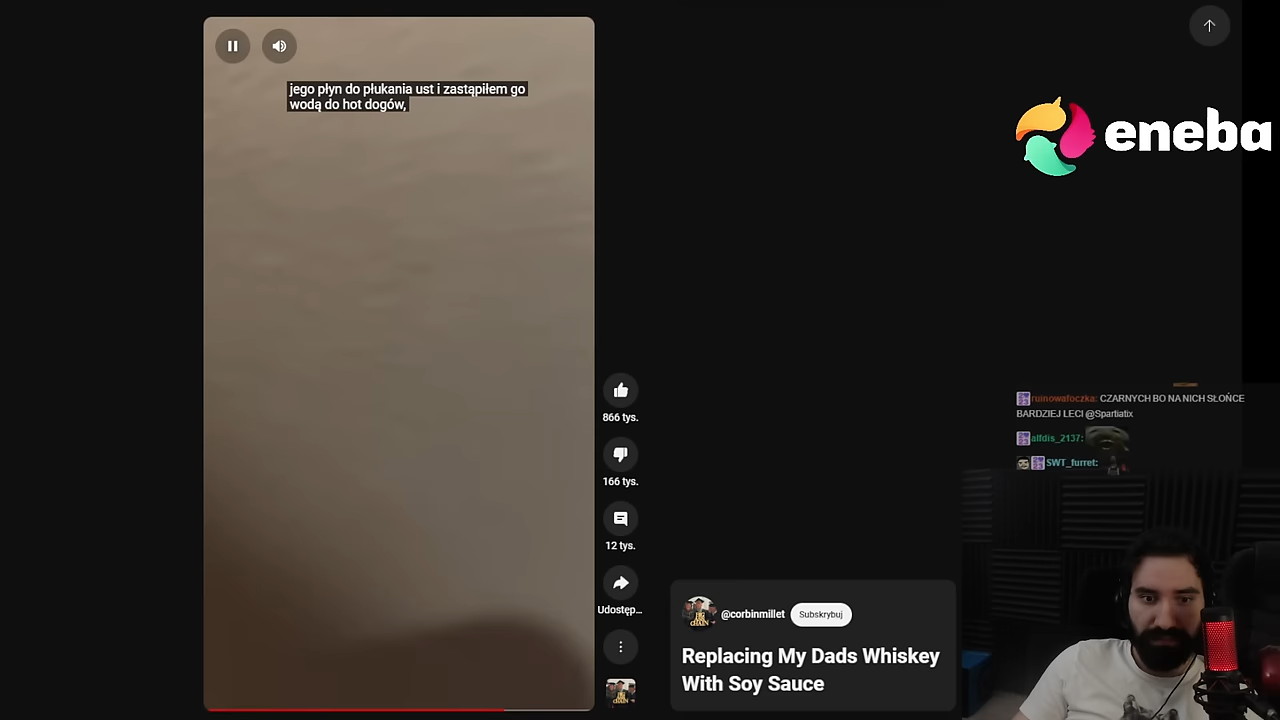 jego płyn do płukania ust i zastąpiłem go
wodą do hot dogów,
eneba
866 tys.
166 tys.
12 tys.
Udostęp...
@corbinmillet
Subskrybuj
Replacing My Dads Whiskey
With Soy Sauce
ruinowafoczka: CZARNYCH BO NA NICH SŁOŃCE
BARDZIEJ LECI @Spartiatix
alfdis_2137:
SWT_furret: